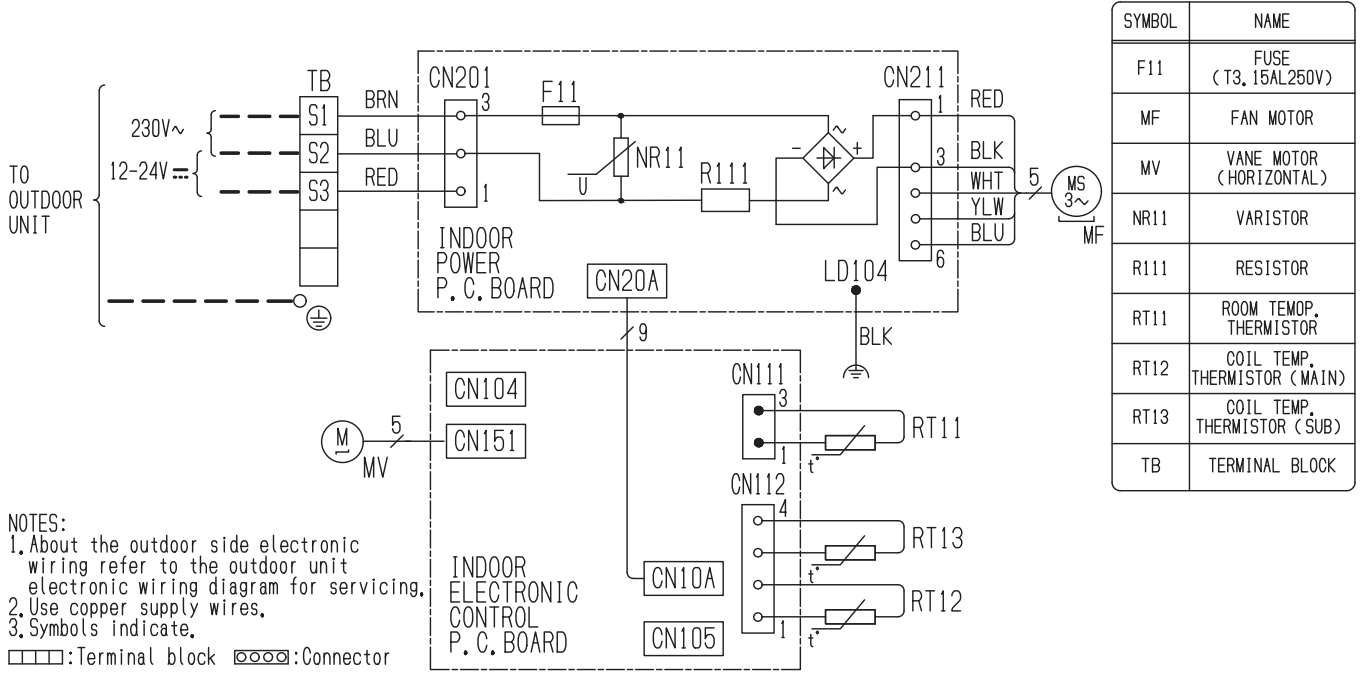 TO
OUTDOOR
UNIT
230V~
12-24V ⎓
TB
S1
S2
S3
BRN
BLU
RED
CN201
3
1
F11
NR11
U
R111
~
-
+
~
CN211
1
3
6
RED
BLK
WHT
YLW
BLU
5
MS
3~
MF
INDOOR
POWER
P.C.BOARD
CN20A
LD104
BLK
9
CN104
CN151
M
~
5
MV
CN111
3
1
t°
RT11
CN112
4
1
t°
RT13
t°
RT12
INDOOR
ELECTRONIC
CONTROL
P.C.BOARD
CN10A
CN105
NOTES:
1.About the outdoor side electronic
wiring refer to the outdoor unit
electronic wiring diagram for servicing.
2.Use copper supply wires.
3.Symbols indicate.
:Terminal block :Connector
SYMBOL NAME
F11 FUSE
(T3.15AL250V)
MF FAN MOTOR
MV VANE MOTOR
(HORIZONTAL)
NR11 VARISTOR
R111 RESISTOR
RT11 ROOM TEMOP.
THERMISTOR
RT12 COIL TEMP.
THERMISTOR(MAIN)
RT13 COIL TEMP.
THERMISTOR(SUB)
TB TERMINAL BLOCK